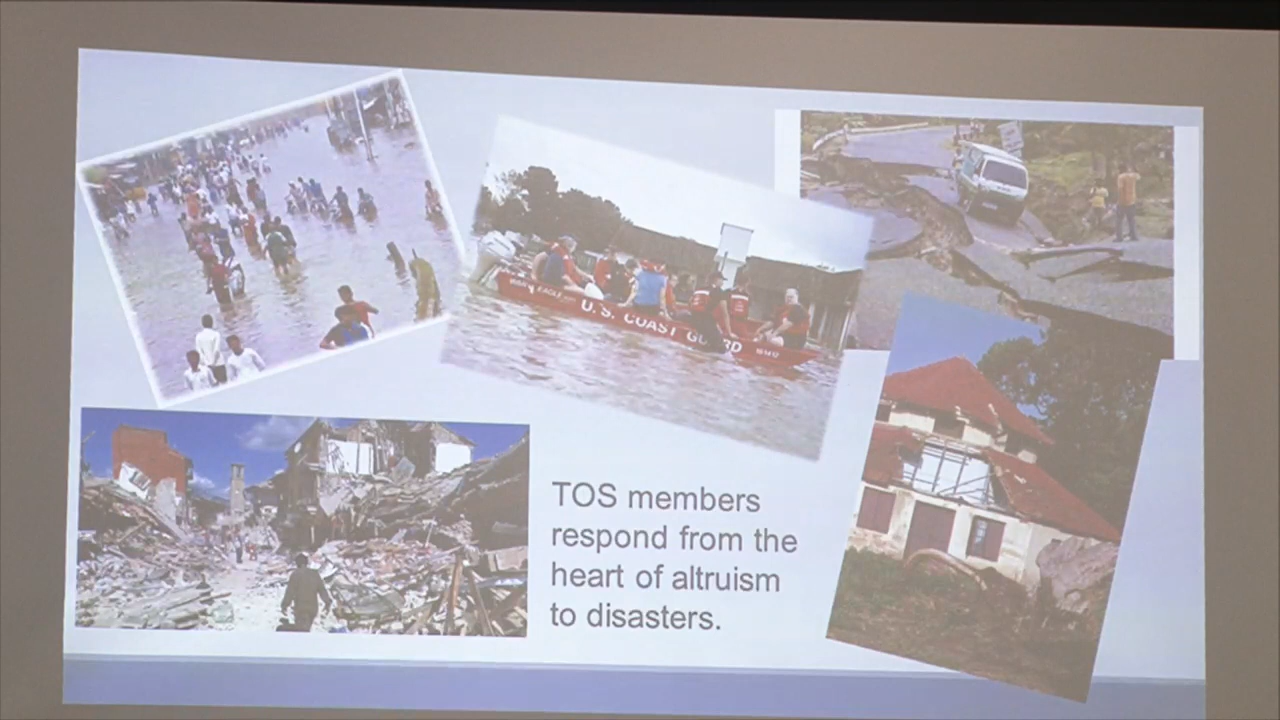 U.S. COAST GUARD
TOS members
respond from the
heart of altruism
to disasters.